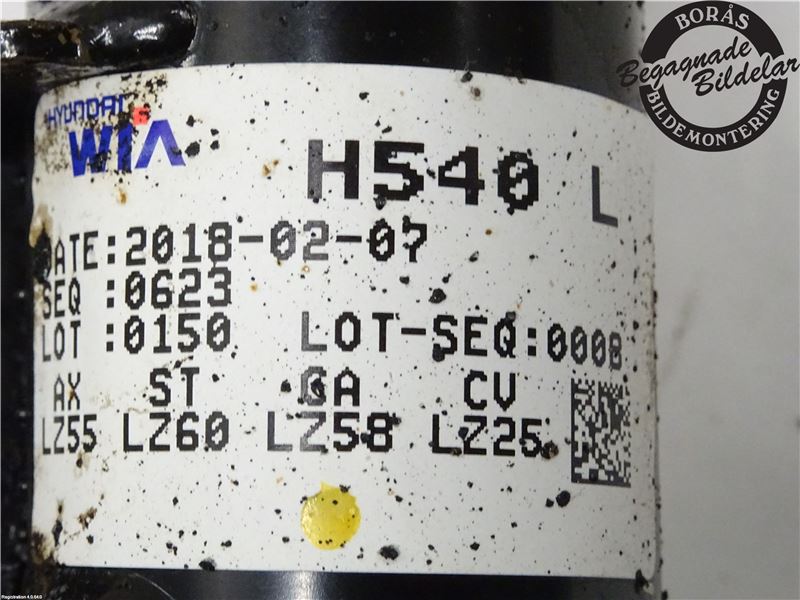 HYUNDAI
WIA
H540 L
DATE:2018-02-07
SEQ :0623
LOT :0150 LOT-SEQ:0008
AX ST GA CV
LZ55 LZ60 LZ58 LZ25
BORÅS
Begagnade
Bildelar
BILDEMONTERING